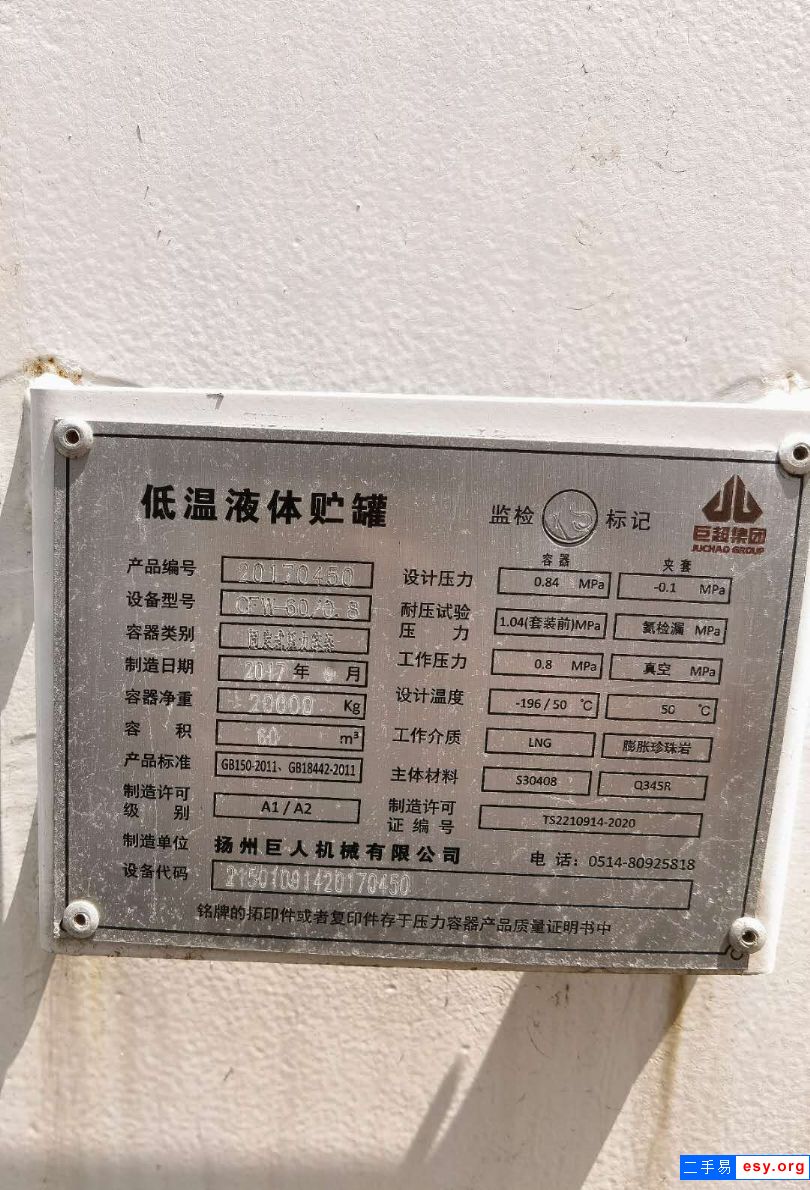 低温液体贮罐
监检 KS 标记
巨超集团
JUCHAO GROUP
容器 夹套
产品编号 20170450 设计压力 0.84 MPa -0.1 MPa
设备型号 CFW-60/0.8 耐压试验压力 1.04(套装前)MPa 氦检漏 MPa
容器类别
制造日期 2017 年 月 工作压力 0.8 MPa 真空 MPa
容器净重 20000 Kg 设计温度 -196 / 50 ℃ 50 ℃
容 积 60 m³ 工作介质 LNG 膨胀珍珠岩
产品标准 GB150-2011、GB18442-2011 主体材料 S30408 Q345R
制造许可级别 A1 / A2 制造许可证编号 TS2210914-2020
制造单位 扬州巨人机械有限公司 电 话：0514-80925818
设备代码 21501091420170450
铭牌的拓印件或者复印件存于压力容器产品质量证明书中
二手易 esy.org